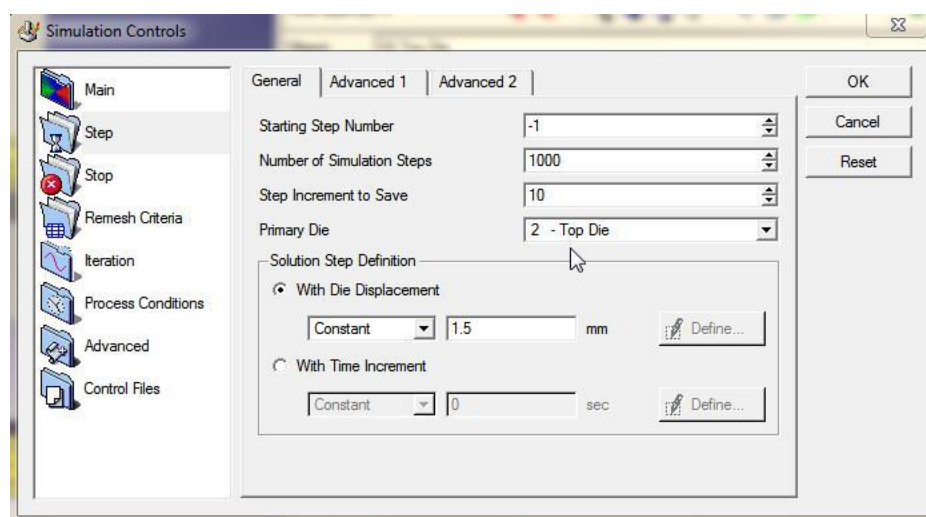 Simulation Controls
Main
Step
Stop
Remesh Criteria
Iteration
Process Conditions
Advanced
Control Files
General Advanced 1 Advanced 2
Starting Step Number -1
Number of Simulation Steps 1000
Step Increment to Save 10
Primary Die 2 - Top Die
Solution Step Definition
With Die Displacement
Constant 1.5 mm Define...
With Time Increment
Constant 0 sec Define...
OK
Cancel
Reset